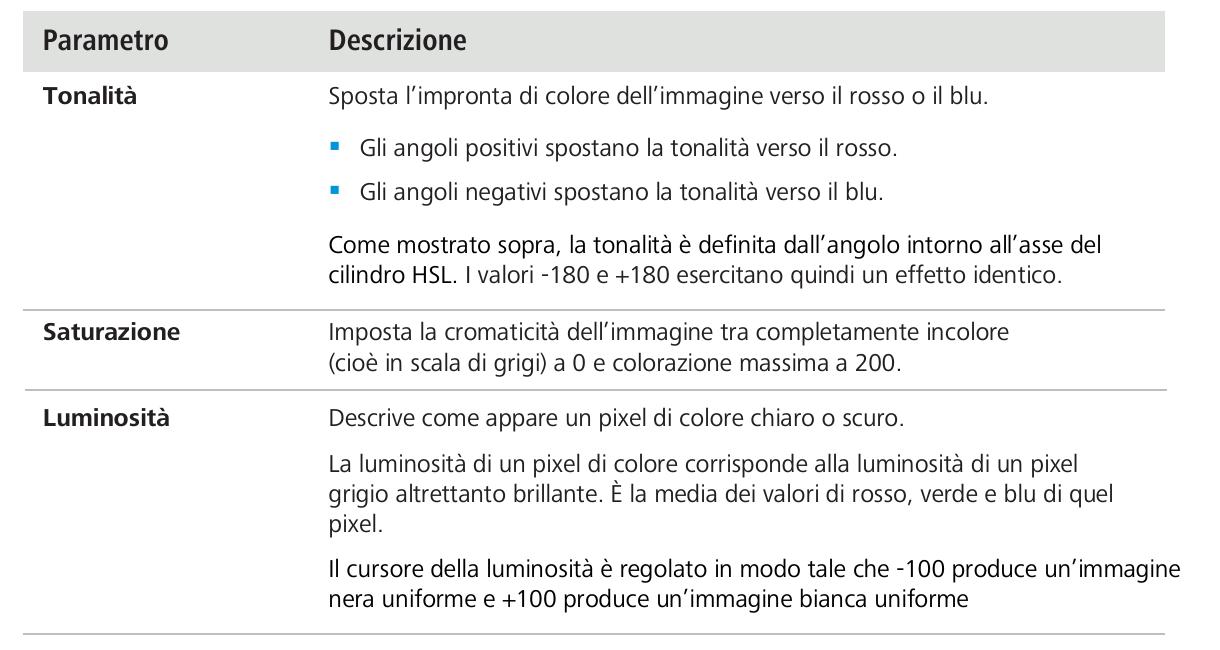 Parametro Descrizione
Tonalità Sposta l’impronta di colore dell’immagine verso il rosso o il blu.
▪ Gli angoli positivi spostano la tonalità verso il rosso.
▪ Gli angoli negativi spostano la tonalità verso il blu.
Come mostrato sopra, la tonalità è definita dall’angolo intorno all’asse del
cilindro HSL. I valori -180 e +180 esercitano quindi un effetto identico.
Saturazione Imposta la cromaticità dell’immagine tra completamente incolore
(cioè in scala di grigi) a 0 e colorazione massima a 200.
Luminosità Descrive come appare un pixel di colore chiaro o scuro.
La luminosità di un pixel di colore corrisponde alla luminosità di un pixel
grigio altrettanto brillante. È la media dei valori di rosso, verde e blu di quel
pixel.
Il cursore della luminosità è regolato in modo tale che -100 produce un’immagine
nera uniforme e +100 produce un’immagine bianca uniforme